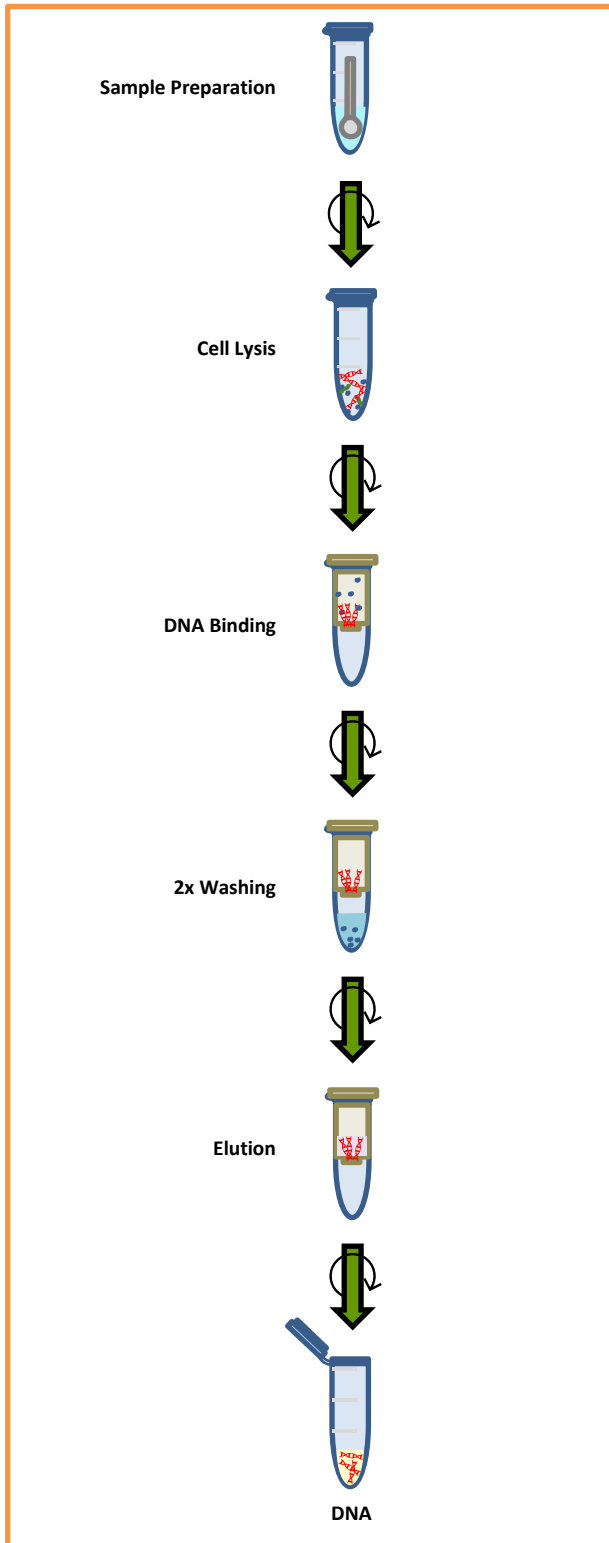 Sample Preparation
Cell Lysis
DNA Binding
2x Washing
Elution
DNA